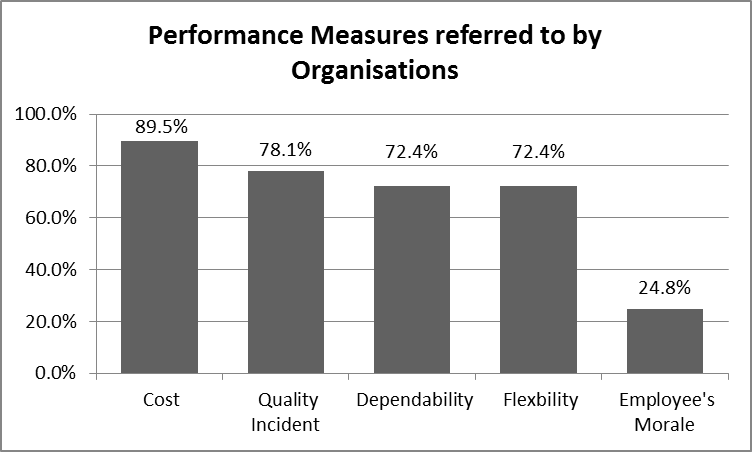 Performance Measures referred to by
Organisations
100.0%
80.0%
60.0%
40.0%
20.0%
0.0%
89.5%
78.1%
72.4%
72.4%
24.8%
Cost
Quality
Incident
Dependability
Flexbility
Employee's
Morale